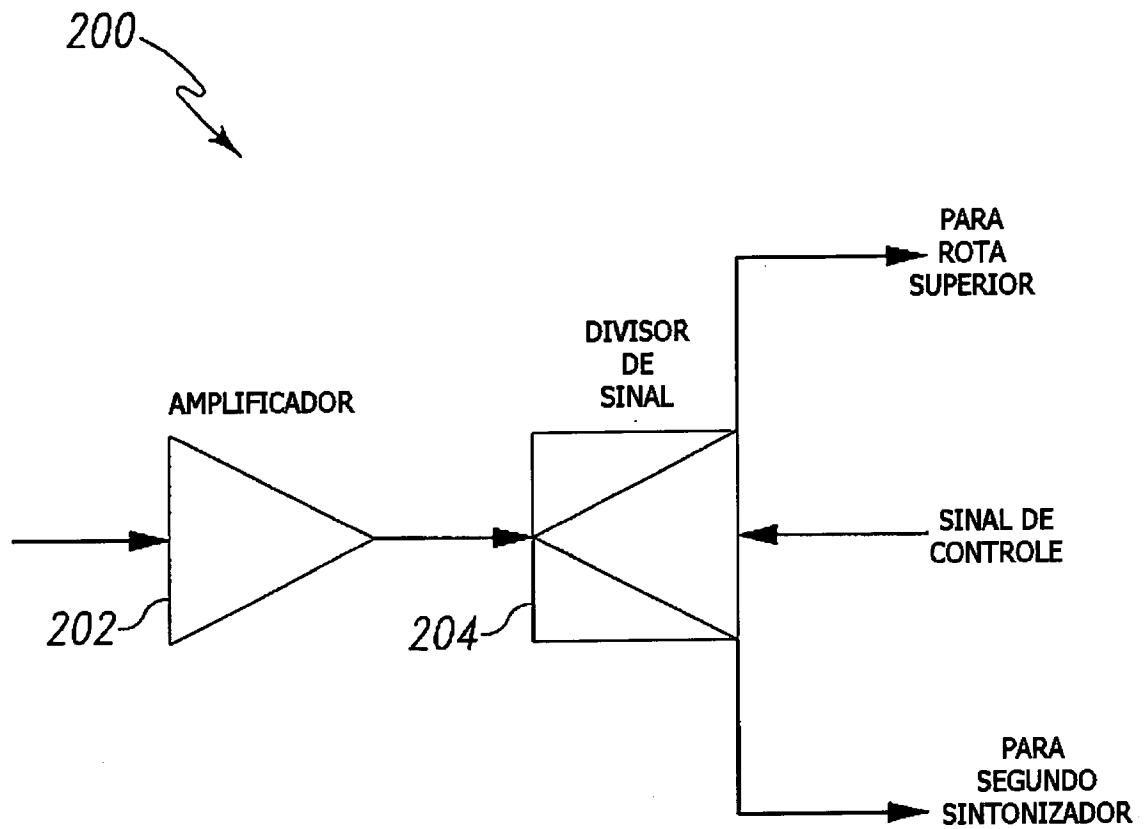 200
PARA
ROTA
SUPERIOR
DIVISOR
DE
SINAL
AMPLIFICADOR
SINAL DE
CONTROLE
202
204
PARA
SEGUNDO
SINTONIZADOR